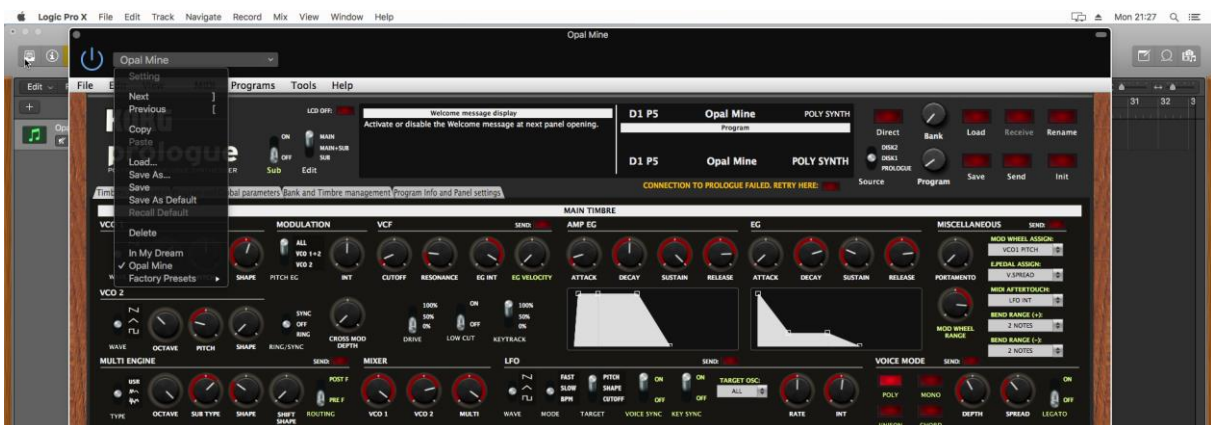 Logic Pro X File Edit Track Navigate Record Mix View Window Help Mon 21:27
Opal Mine
Opal Mine
Edit
File
Programs Tools Help
31 32 3
Setting
Next ]
Previous [
Copy
Paste
Load...
Save As...
Save
Save As Default
Recall Default
Delete
In My Dream
✓ Opal Mine
Factory Presets
prologue
LCD OFF:
ON
OFF
Sub
MAIN
MAIN+SUB
SUB
Edit
Welcome message display
Activate or disable the Welcome message at next panel opening.
D1 P5 Opal Mine POLY SYNTH
Program
D1 P5 Opal Mine POLY SYNTH
CONNECTION TO PROLOGUE FAILED. RETRY HERE:
Direct Bank Load Receive Rename
DISK2
DISK1
PROLOGUE
Source Program Save Send Init
Bank and Timbre management Program Info and Panel settings
MAIN TIMBRE
MODULATION VCF SEND: AMP EG EG MISCELLANEOUS SEND:
ALL
VCO 1+2
VCO 2
SHAPE PITCH EG INT CUTOFF RESONANCE EG INT EG VELOCITY ATTACK DECAY SUSTAIN RELEASE ATTACK DECAY SUSTAIN RELEASE PORTAMENTO
MOD WHEEL ASSIGN:
VCO1 PITCH
E.PEDAL ASSIGN:
V.SPREAD
MIDI AFTERTOUCH:
LFO INT
BEND RANGE (+):
2 NOTES
BEND RANGE (-):
2 NOTES
MOD WHEEL RANGE
VCO 2
WAVE OCTAVE PITCH SHAPE
SYNC
OFF
RING
RING/SYNC
CROSS MOD DEPTH
100%
50%
0%
DRIVE
ON
OFF
LOW CUT
100%
50%
0%
KEYTRACK
MULTI ENGINE SEND: MIXER LFO SEND: VOICE MODE SEND:
USR
TYPE OCTAVE SUB TYPE SHAPE SHIFT SHAPE
POST F
PRE F
ROUTING
VCO 1 VCO 2 MULTI
WAVE
FAST
SLOW
BPM
MODE
PITCH
SHAPE
CUTOFF
TARGET
ON
OFF
VOICE SYNC
ON
OFF
KEY SYNC
TARGET OSC:
ALL
RATE INT
POLY MONO
UNISON CHORD
DEPTH SPREAD
ON
OFF
LEGATO